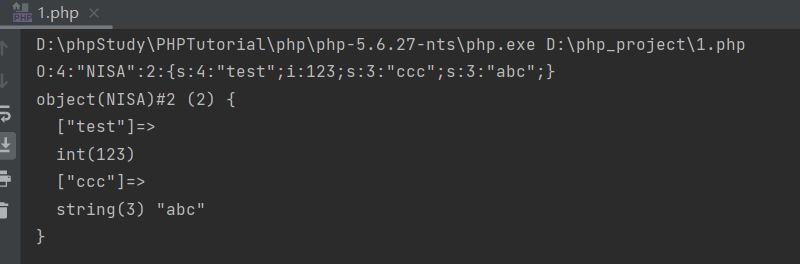 1.php
D:\phpStudy\PHPTutorial\php\php-5.6.27-nts\php.exe D:\php_project\1.php
O:4:"NISA":2:{s:4:"test";i:123;s:3:"ccc";s:3:"abc";}
object(NISA)#2 (2) {
  ["test"]=>
  int(123)
  ["ccc"]=>
  string(3) "abc"
}